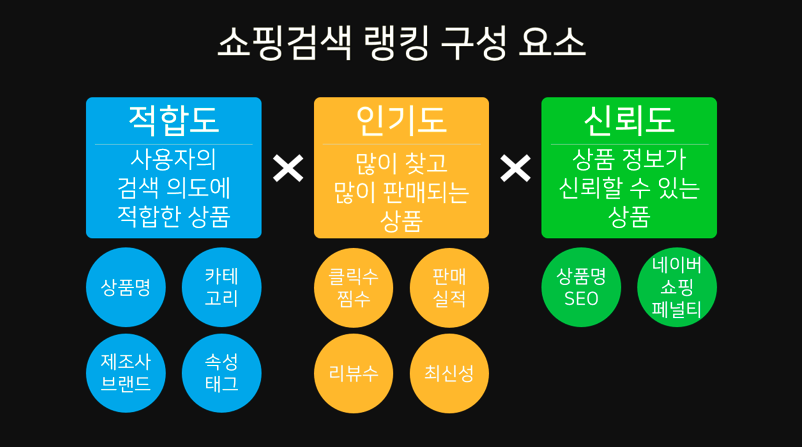 쇼핑검색 랭킹 구성 요소
적합도
사용자의
검색 의도에
적합한 상품
인기도
많이 찾고
많이 판매되는
상품
신뢰도
상품 정보가
신뢰할 수 있는
상품
상품명
카테
고리
제조사
브랜드
속성
태그
클릭수
찜수
판매
실적
리뷰수
최신성
상품명
SEO
네이버
쇼핑
페널티